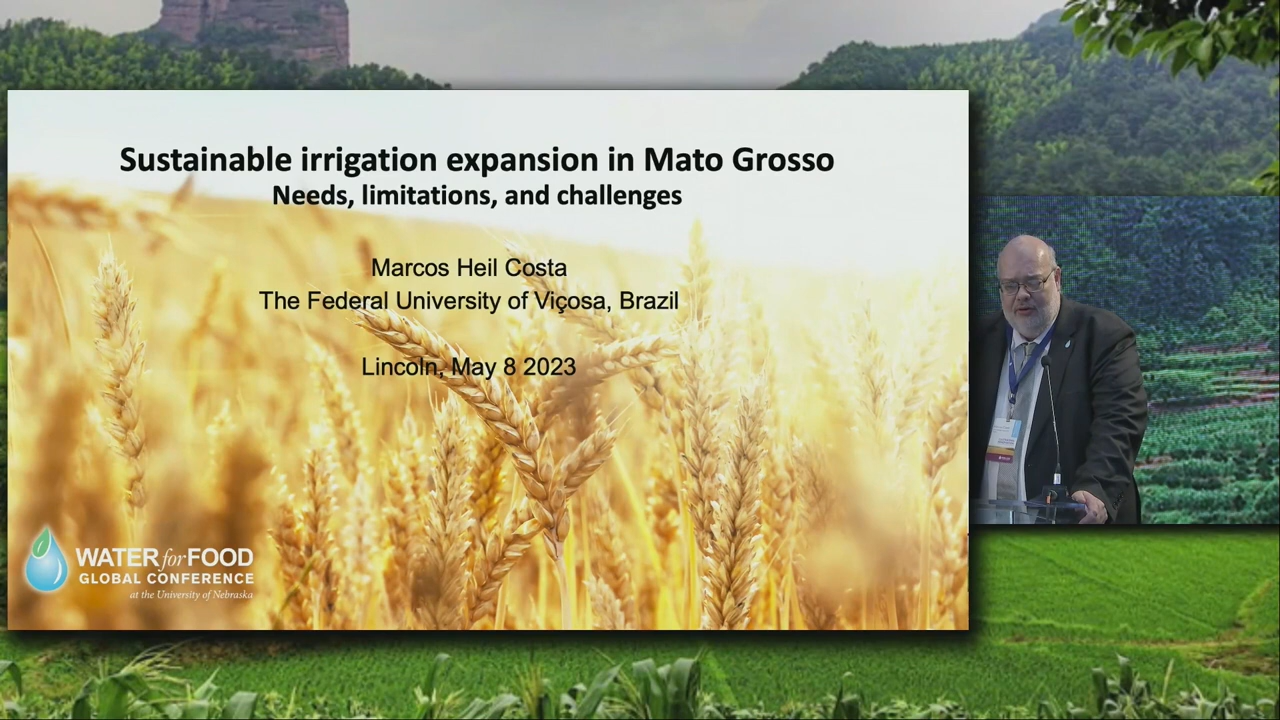 Sustainable irrigation expansion in Mato Grosso
Needs, limitations, and challenges
Marcos Heil Costa
The Federal University of Viçosa, Brazil
Lincoln, May 8 2023
WATER for FOOD
GLOBAL CONFERENCE
at the University of Nebraska